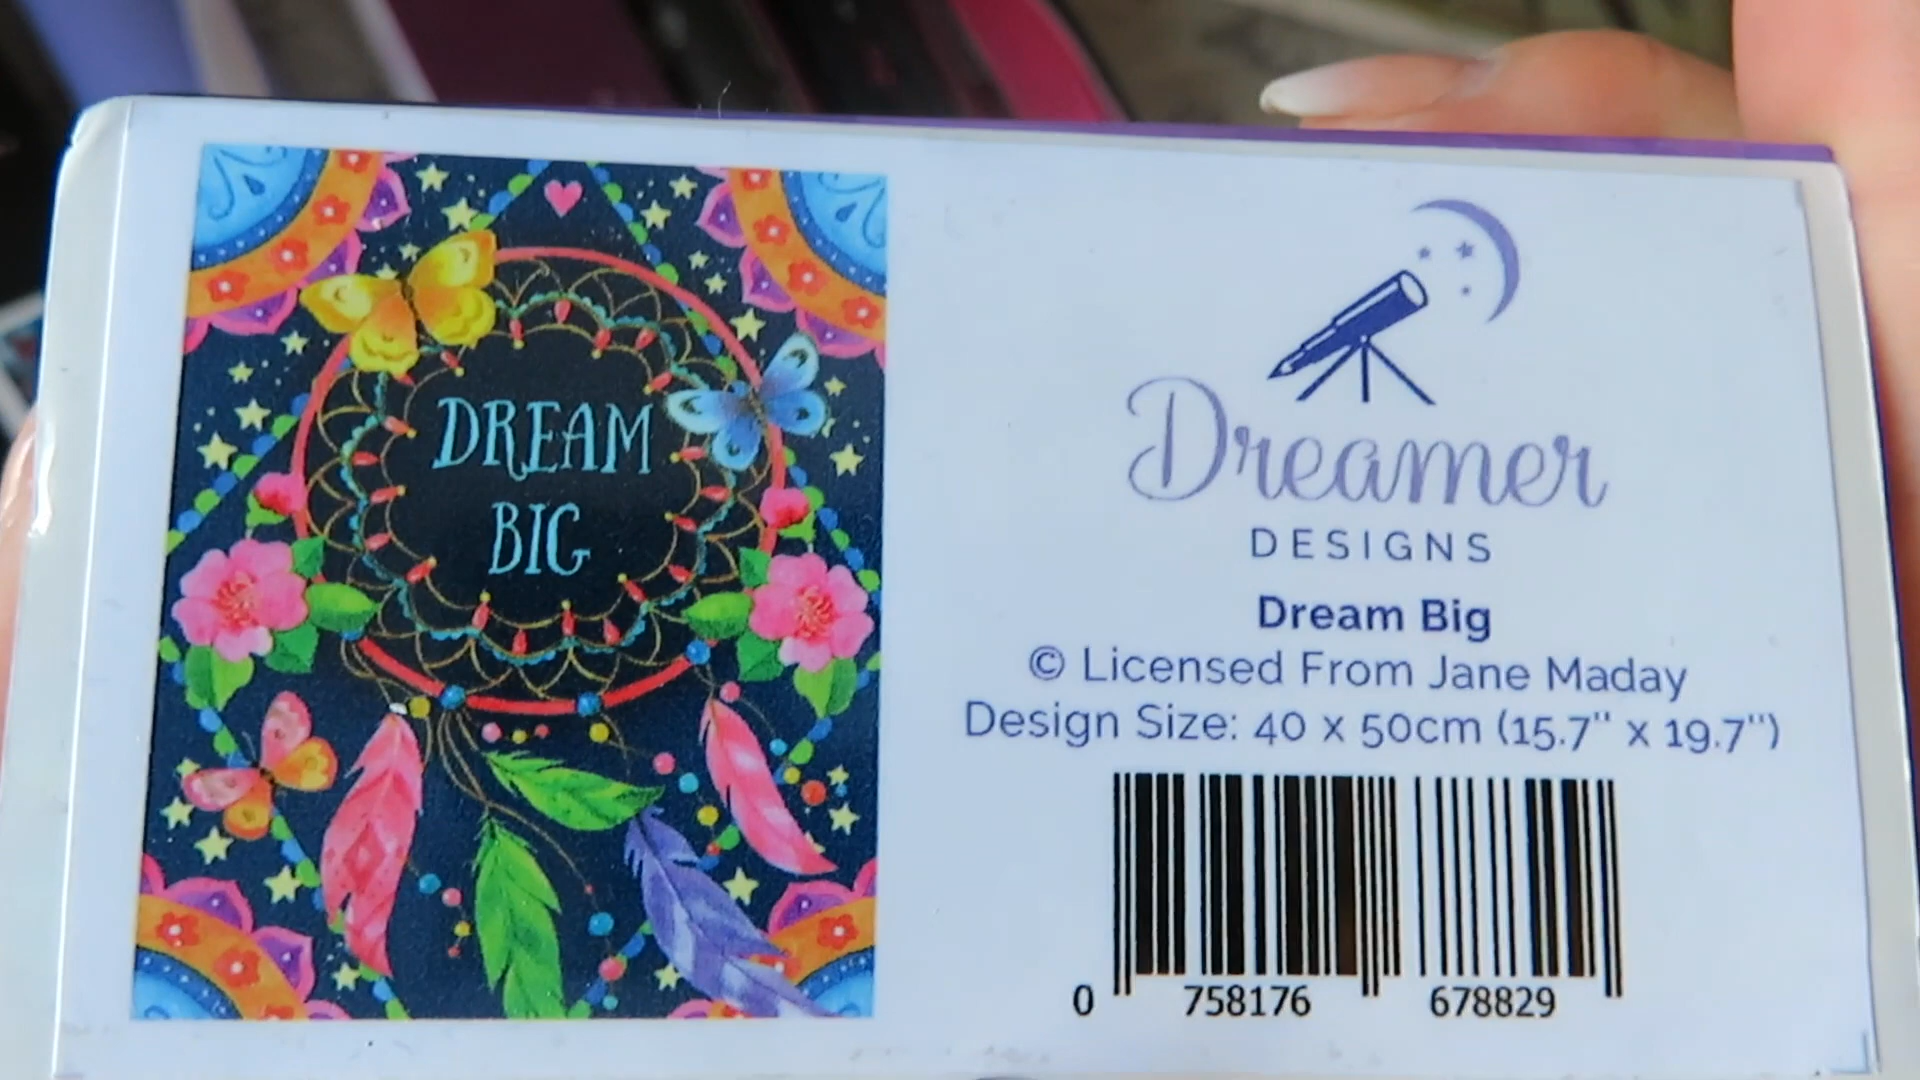 DREAM
BIG
Dreamer
DESIGNS
Dream Big
© Licensed From Jane Maday
Design Size: 40 x 50cm (15.7" x 19.7")
0 758176 678829